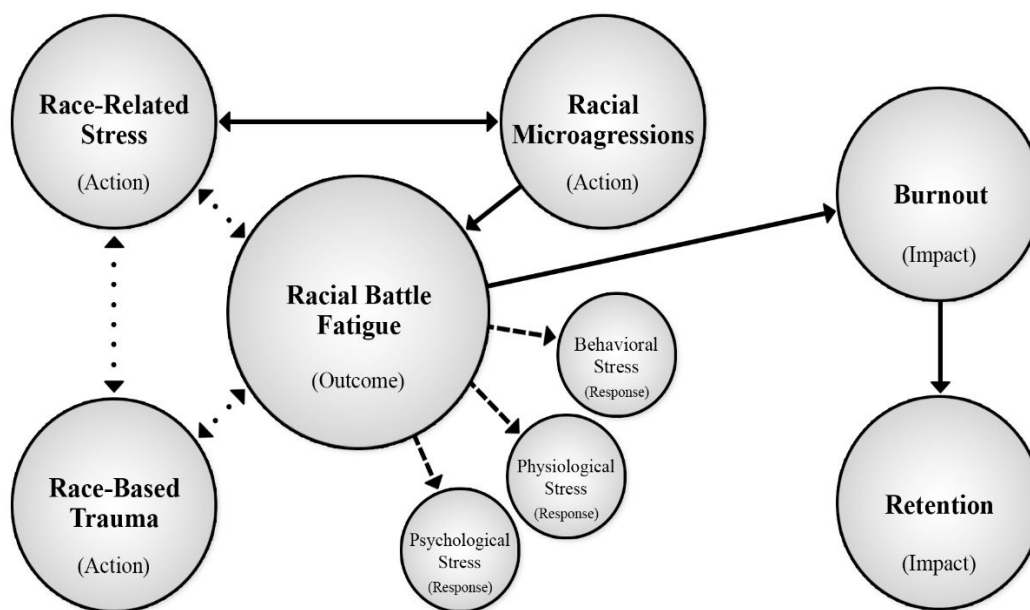 Race-Related
Stress
(Action)
Racial
Microagressions
(Action)
Burnout
(Impact)
Racial Battle
Fatigue
(Outcome)
Behavioral
Stress
(Response)
Physiological
Stress
(Response)
Psychological
Stress
(Response)
Race-Based
Trauma
(Action)
Retention
(Impact)